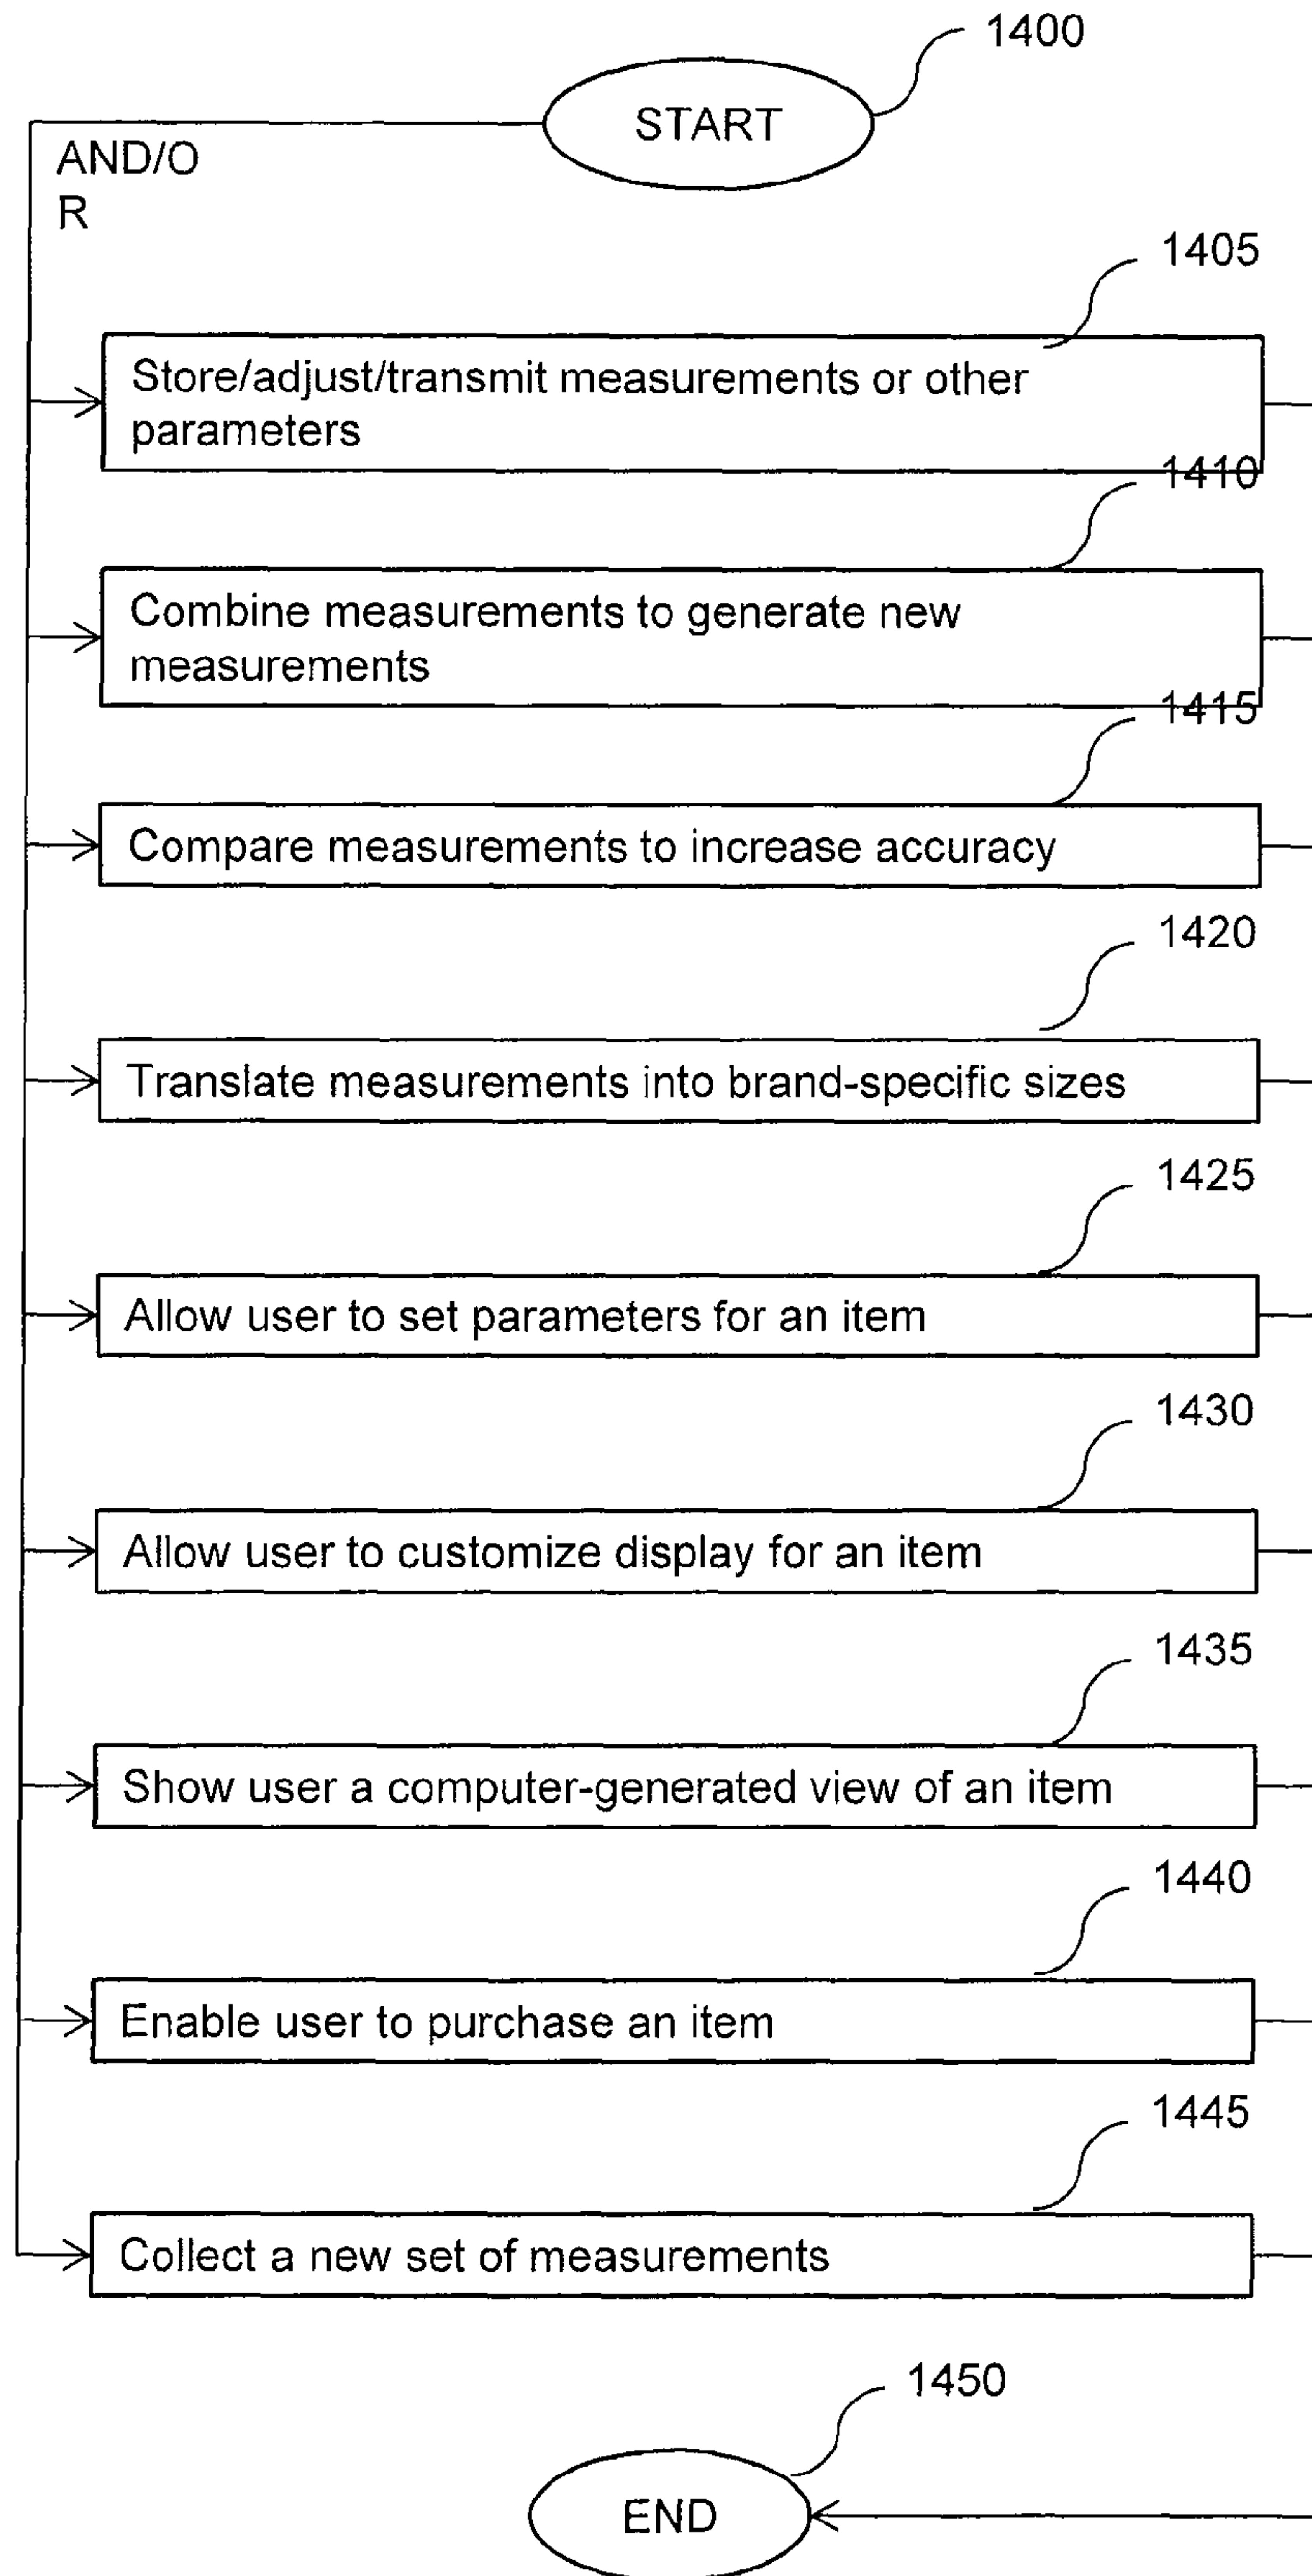 1400
START
AND/O
R
1405
Store/adjust/transmit measurements or other
parameters
1410
Combine measurements to generate new
measurements
1415
Compare measurements to increase accuracy
1420
Translate measurements into brand-specific sizes
1425
Allow user to set parameters for an item
1430
Allow user to customize display for an item
1435
Show user a computer-generated view of an item
1440
Enable user to purchase an item
1445
Collect a new set of measurements
1450
END